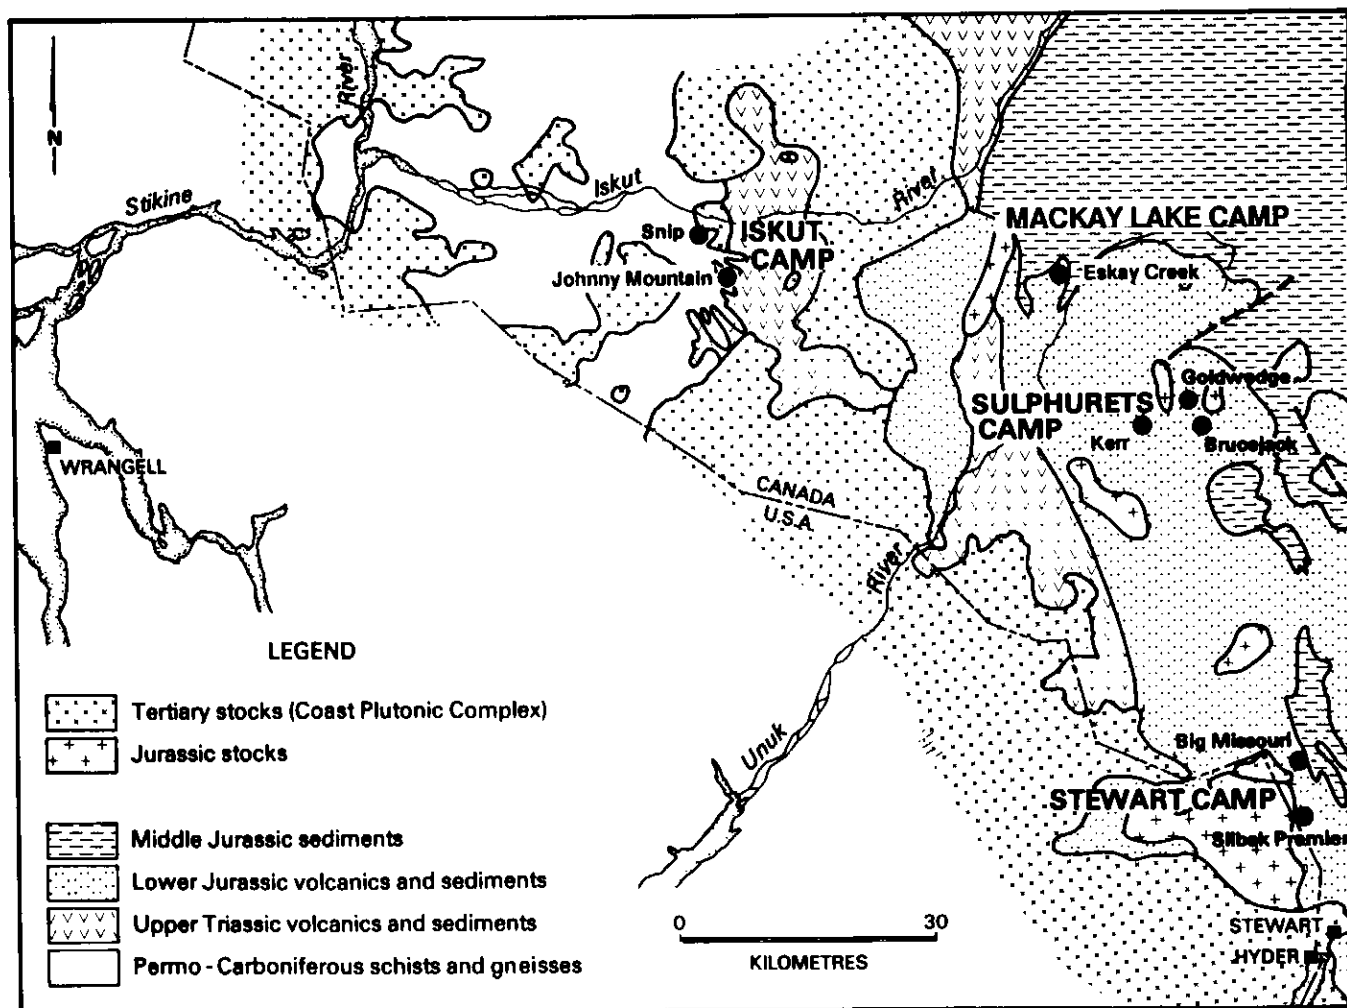 N
River
Stikine
Iskut
River
MACKAY LAKE CAMP
Snip
ISKUT
CAMP
Johnny Mountain
Eskay Creek
Goldwedge
SULPHURETS
CAMP
Kerr
Brucejack
WRANGELL
CANADA
U.S.A.
River
Unuk
Big Missouri
STEWART CAMP
Silbak Premier
STEWART
HYDER
LEGEND
Tertiary stocks (Coast Plutonic Complex)
Jurassic stocks
Middle Jurassic sediments
Lower Jurassic volcanics and sediments
Upper Triassic volcanics and sediments
Permo - Carboniferous schists and gneisses
0 30
KILOMETRES